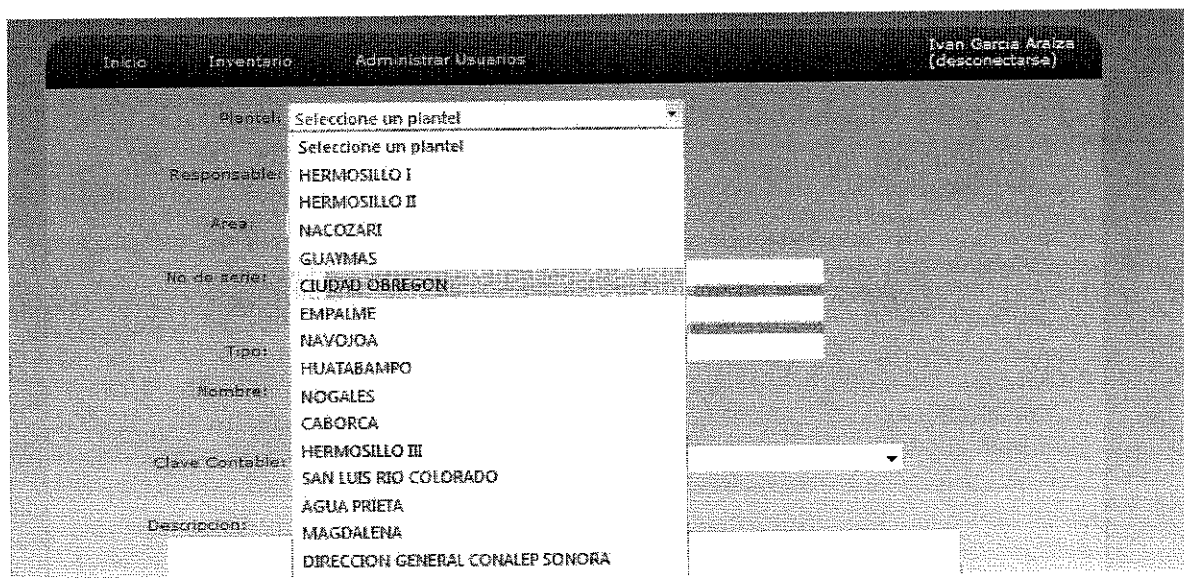 Inicio Inventario Administrar Usuarios Ivan Garcia Araiza
(desconectarse)
Plantel: Seleccione un plantel
Seleccione un plantel
Responsable: HERMOSILLO I
HERMOSILLO II
Area: NACOZARI
GUAYMAS
No de serie: CIUDAD OBREGON
EMPALME
Tipo: NAVOJOA
HUATABAMPO
Nombre: NOGALES
CABORCA
Clave Contable: HERMOSILLO III
SAN LUIS RIO COLORADO
AGUA PRIETA
Descripcion: MAGDALENA
DIRECCION GENERAL CONALEP SONORA